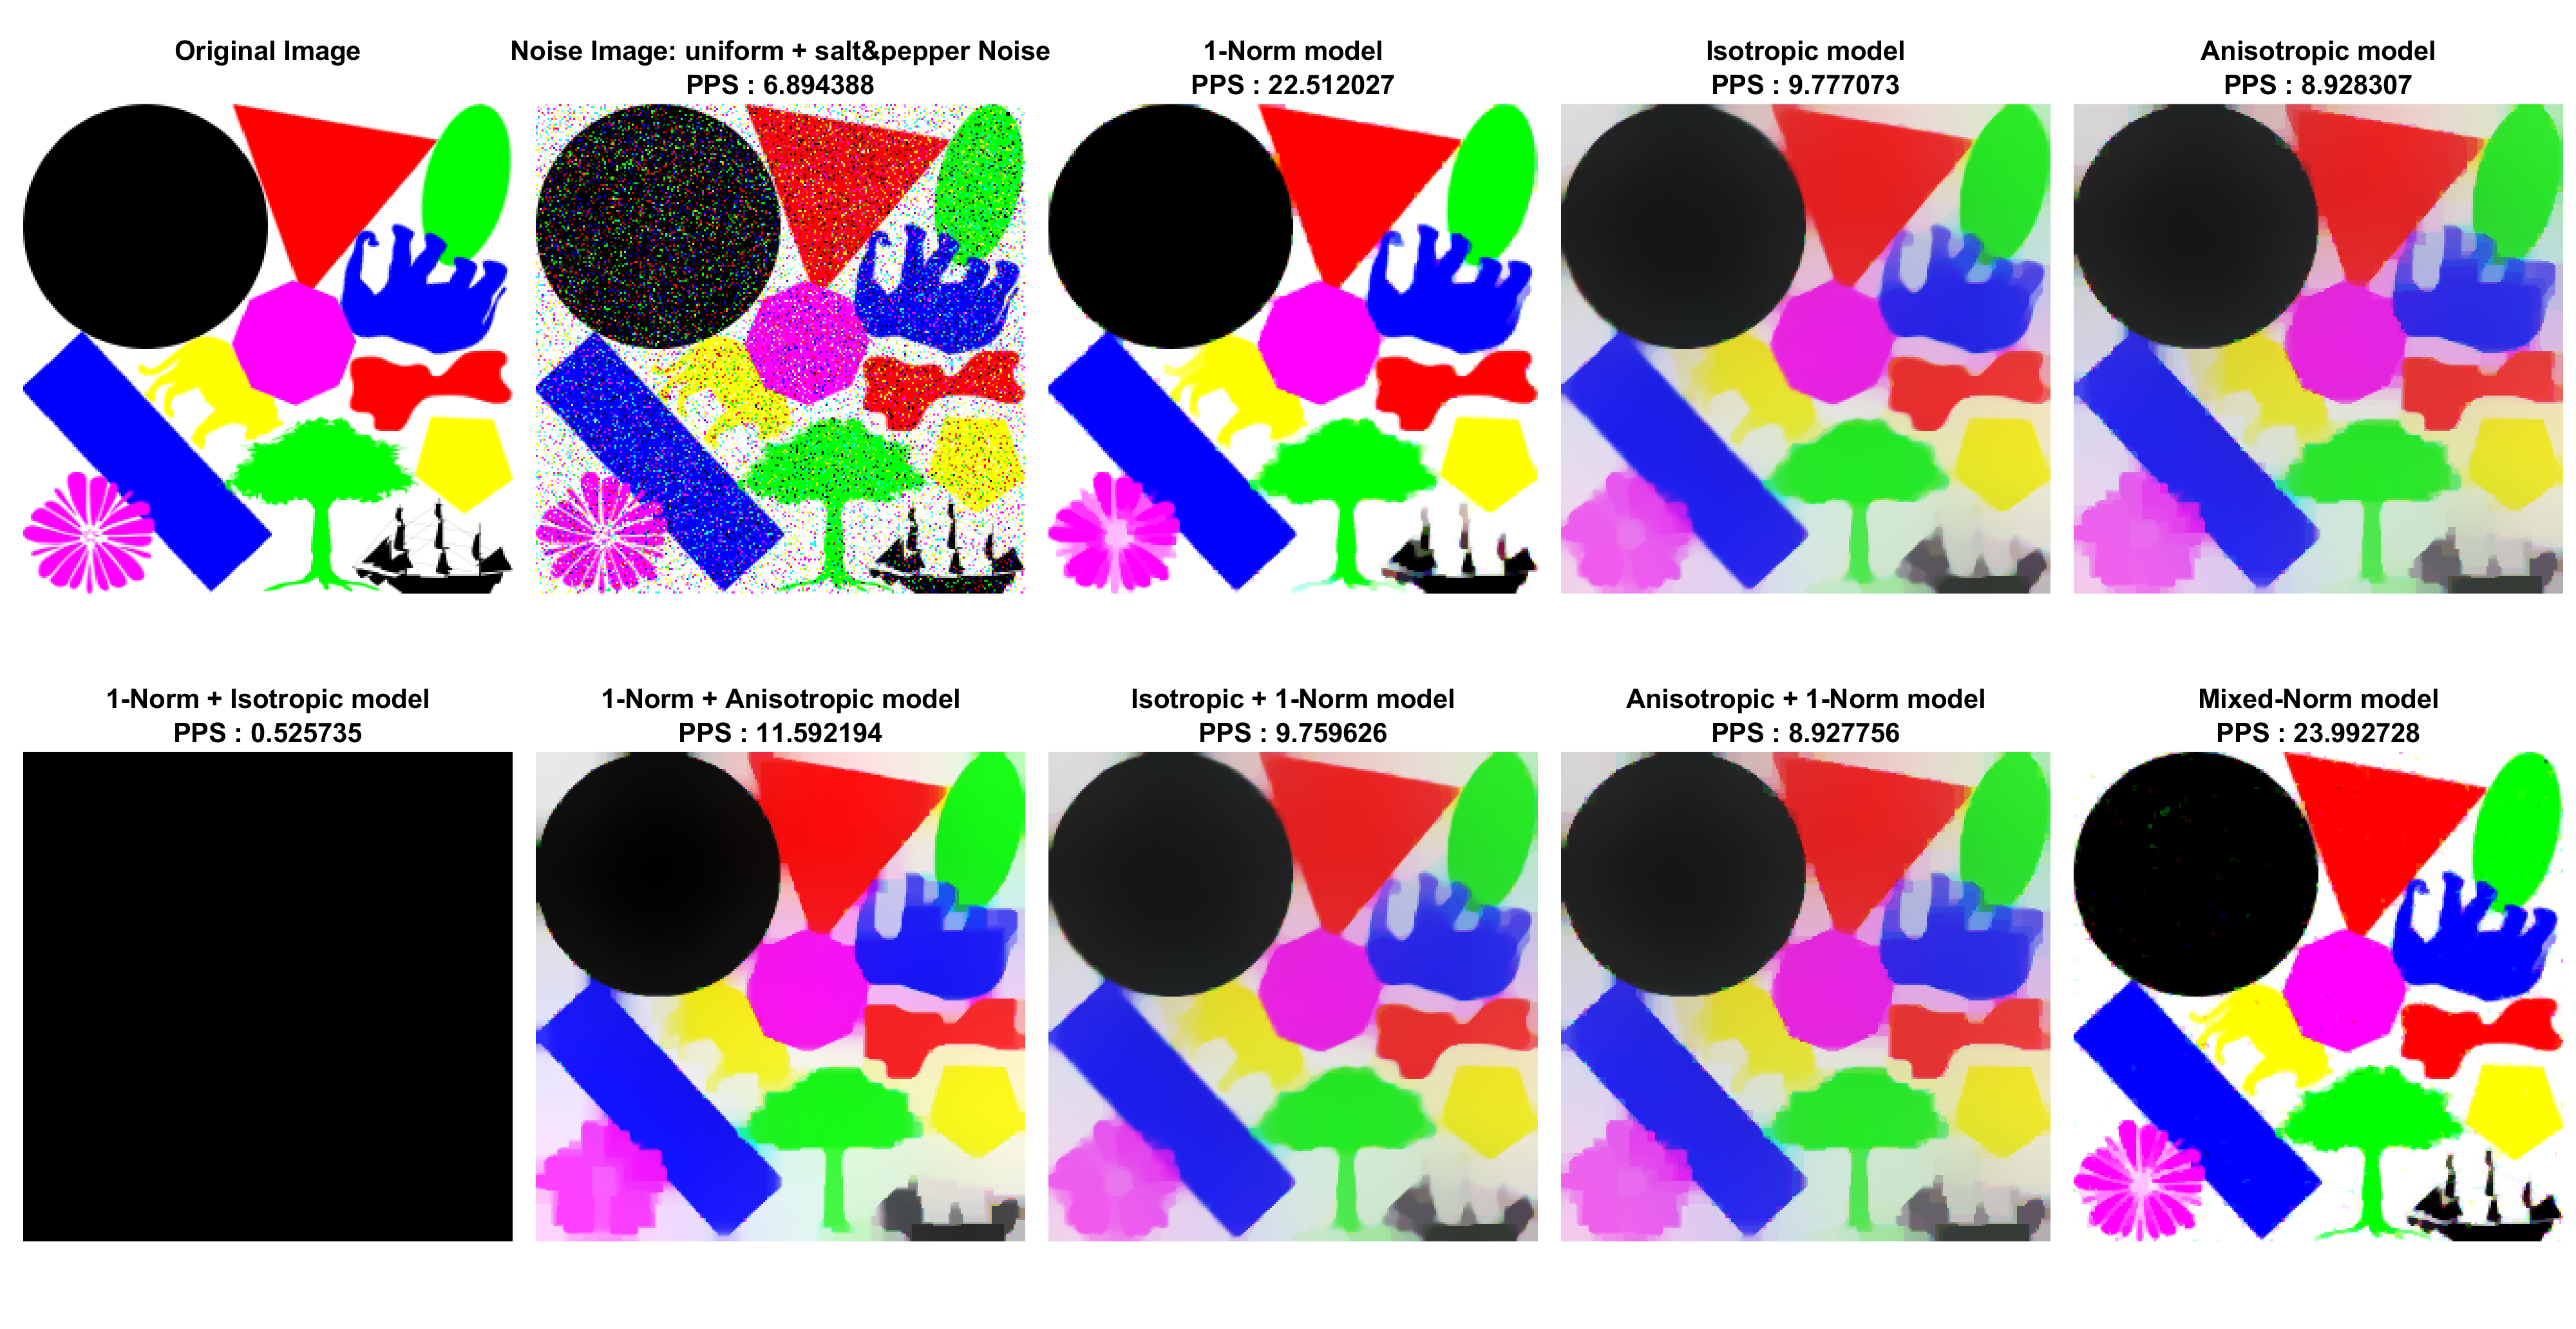 Original Image
Noise Image: uniform + salt&pepper Noise
PPS : 6.894388
1-Norm model
PPS : 22.512027
Isotropic model
PPS : 9.777073
Anisotropic model
PPS : 8.928307
1-Norm + Isotropic model
PPS : 0.525735
1-Norm + Anisotropic model
PPS : 11.592194
Isotropic + 1-Norm model
PPS : 9.759626
Anisotropic + 1-Norm model
PPS : 8.927756
Mixed-Norm model
PPS : 23.992728